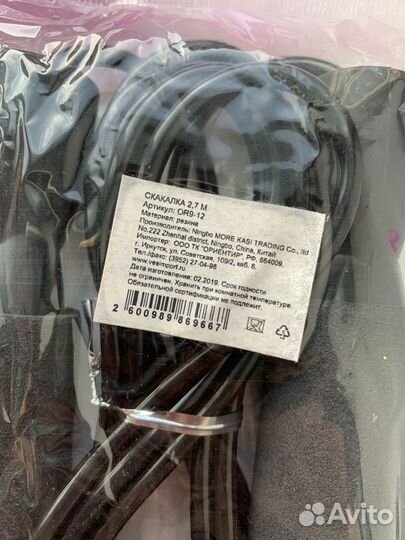 СКАКАЛКА 2,7 М
Артикул: OR9-12
Материал: резина
Производитель: Ningbo MORE KASI TRADING Co., ltd
No.222 Zhenhai district, Ningbo, China, Китай
Импортер: ООО ТК "ОРИЕНТИР", РФ, 664009,
г. Иркутск, ул. Советская, 109/2, каб. 6.
Тел./факс (3952) 27-04-98
www.vesimport.ru
Дата изготовления: 02.2019. Срок годности
не ограничен. Хранить при комнатной температуре.
Обязательной сертификации не подлежит.
2 600989 869667
Avito